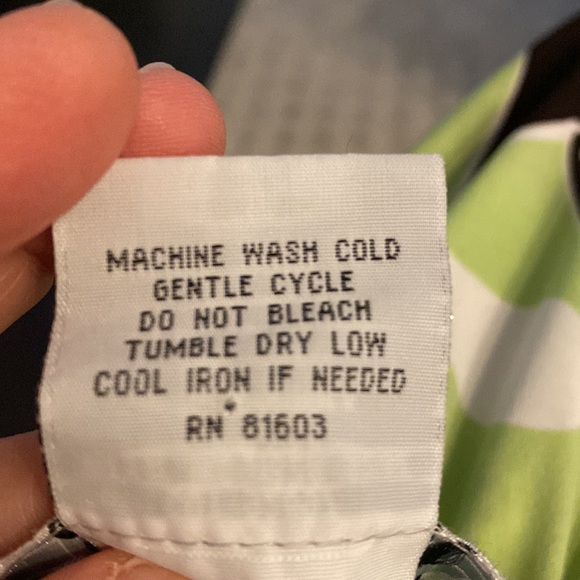 MACHINE WASH COLD
GENTLE CYCLE
DO NOT BLEACH
TUMBLE DRY LOW
COOL IRON IF NEEDED
RN 81603